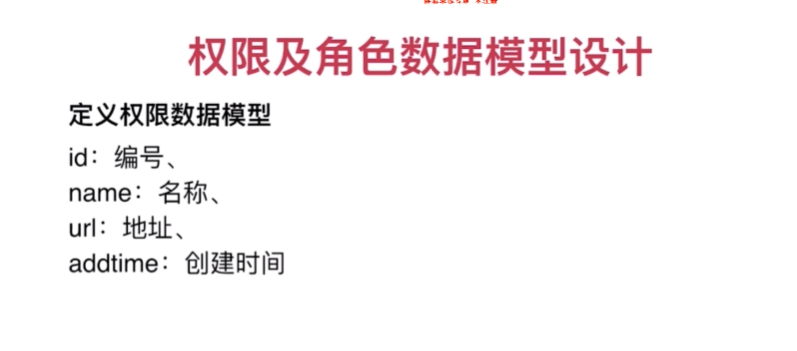 权限及角色数据模型设计
定义权限数据模型
id：编号、
name：名称、
url：地址、
addtime：创建时间